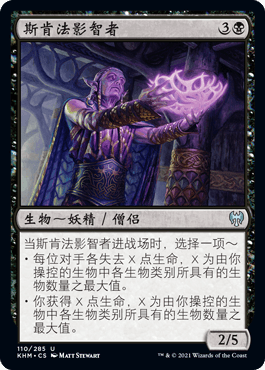 斯肯法影智者 3
生物～妖精／僧侣
当斯肯法影智者进战场时，选择一项～
• 每位对手各失去 X 点生命，X 为由你
操控的生物中各生物类别所具有的生
物数量之最大值。
• 你获得 X 点生命，X 为由你操控的生
物中各生物类别所具有的生物数量
之最大值。
2/5
110/285 U
KHM • CS MATT STEWART
™ & © 2021 Wizards of the Coast